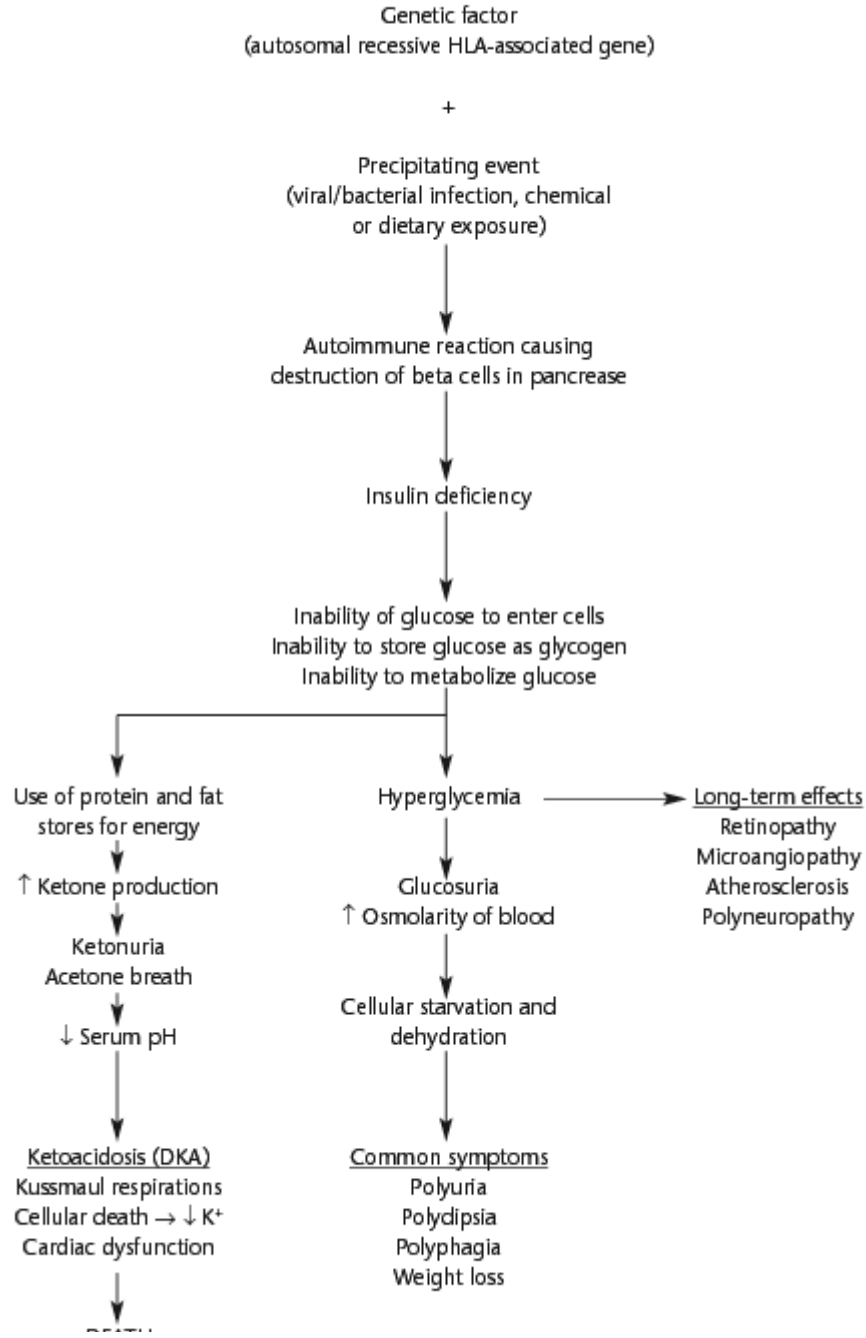 Genetic factor
(autosomal recessive HLA-associated gene)
+
Precipitating event
(viral/bacterial infection, chemical
or dietary exposure)
Autoimmune reaction causing
destruction of beta cells in pancrease
Insulin deficiency
Inability of glucose to enter cells
Inability to store glucose as glycogen
Inability to metabolize glucose
Use of protein and fat
stores for energy
↑ Ketone production
Ketonuria
Acetone breath
↓ Serum pH
Ketoacidosis (DKA)
Kussmaul respirations
Cellular death → ↓ K⁺
Cardiac dysfunction
DEATH
Hyperglycemia
Glucosuria
↑ Osmolarity of blood
Cellular starvation and
dehydration
Common symptoms
Polyuria
Polydipsia
Polyphagia
Weight loss
Long-term effects
Retinopathy
Microangiopathy
Atherosclerosis
Polyneuropathy